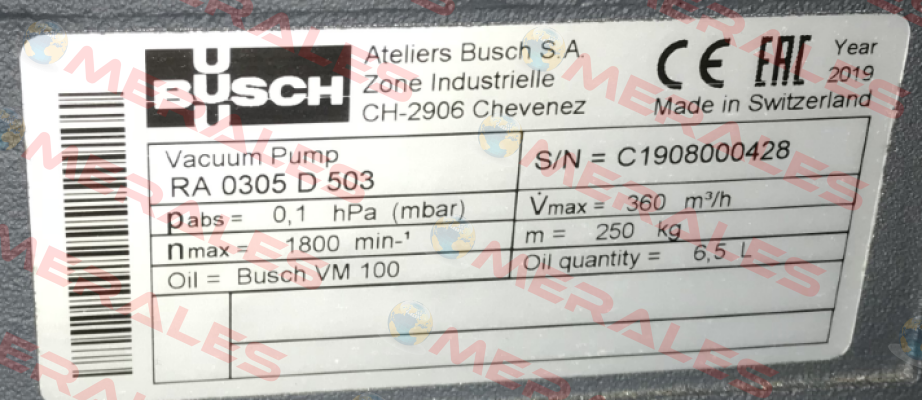 BUSCH
Ateliers Busch S.A.
Zone Industrielle
CH-2906 Chevenez
CE EAC Year
2019
Made in Switzerland
Vacuum Pump
RA 0305 D 503
S/N = C1908000428
pabs = 0,1 hPa (mbar)
V̇max = 360 m³/h
nmax = 1800 min-¹
m = 250 kg
Oil = Busch VM 100
Oil quantity = 6,5 L
MERALES